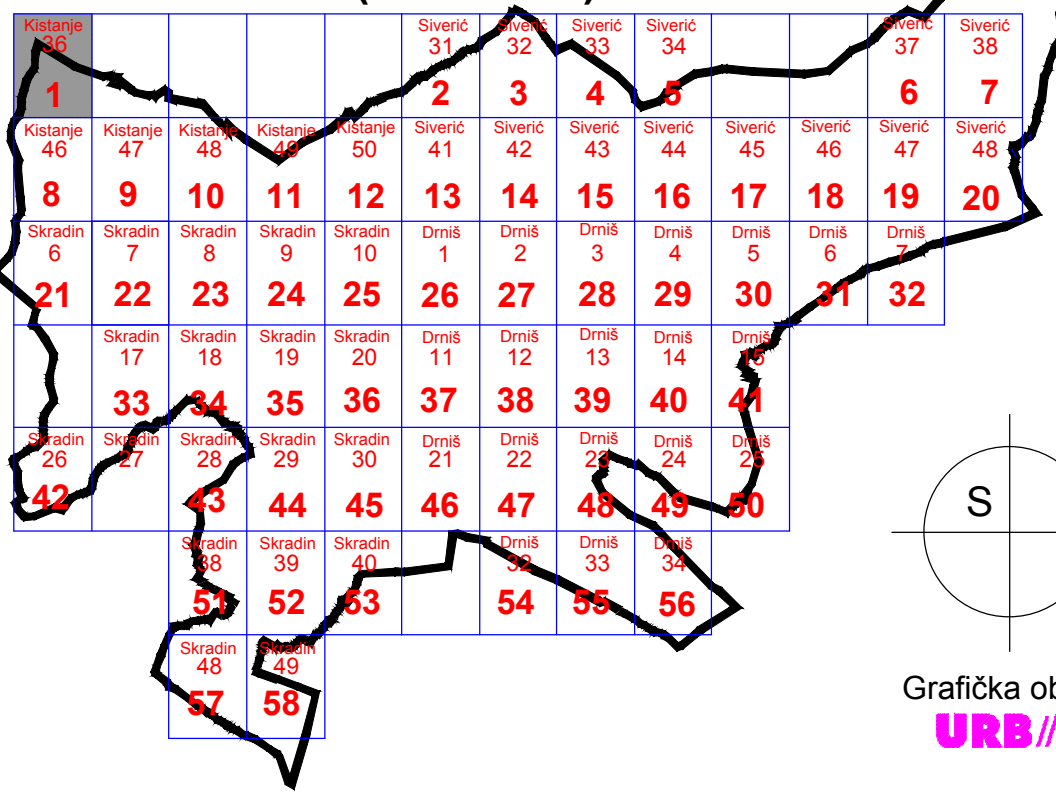 Kistanje Siverić Siverić Siverić Siverić Siverić Siverić
36 31 32 33 34 37 38
1 2 3 4 5 6 7
Kistanje Kistanje Kistanje Kistanje Kistanje Siverić Siverić Siverić Siverić Siverić Siverić Siverić Siverić
46 47 48 49 50 41 42 43 44 45 46 47 48
8 9 10 11 12 13 14 15 16 17 18 19 20
Skradin Skradin Skradin Skradin Skradin Drniš Drniš Drniš Drniš Drniš Drniš Drniš
6 7 8 9 10 1 2 3 4 5 6 7
21 22 23 24 25 26 27 28 29 30 31 32
Skradin Skradin Skradin Skradin Drniš Drniš Drniš Drniš Drniš
17 18 19 20 11 12 13 14 15
33 34 35 36 37 38 39 40 41
Skradin Skradin Skradin Skradin Skradin Drniš Drniš Drniš Drniš Drniš
26 27 28 29 30 21 22 23 24 25
42 43 44 45 46 47 48 49 50
Skradin Skradin Skradin Drniš Drniš Drniš
38 39 40 32 33 34
51 52 53 54 55 56
Skradin Skradin
48 49
57 58
S
Grafička ob
URB//